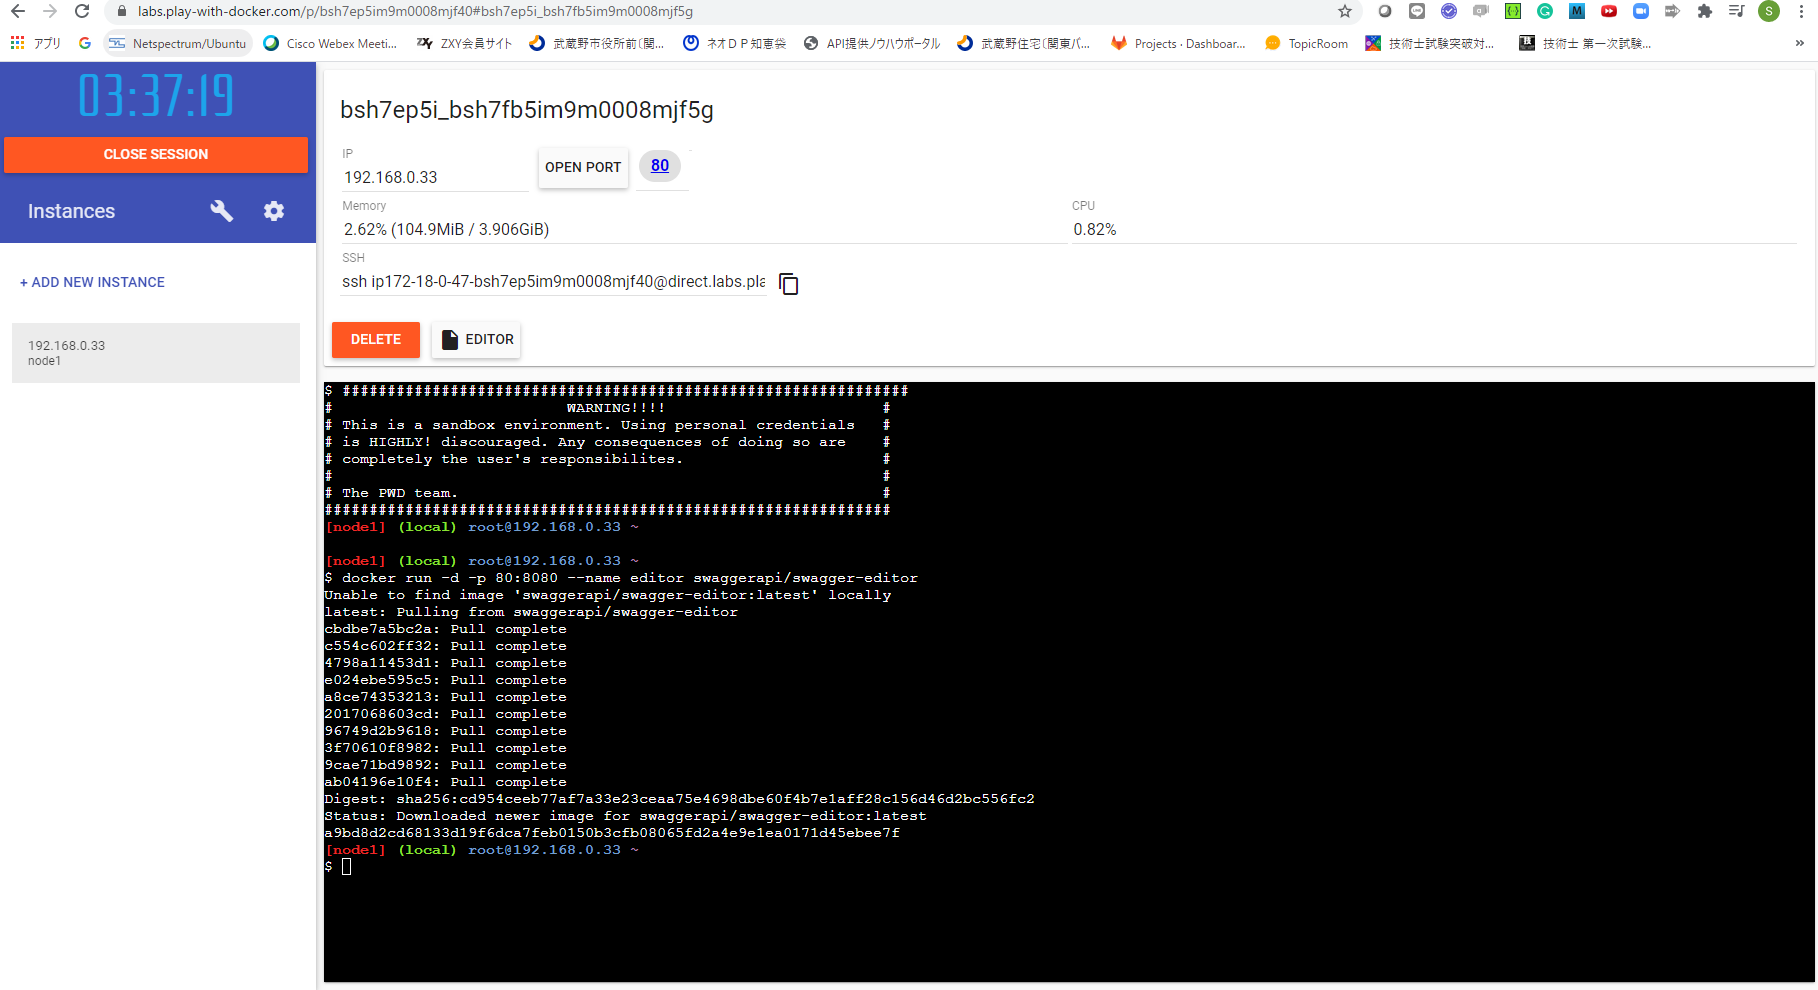 labs.play-with-docker.com/p/bsh7ep5im9m0008mjf40#bsh7ep5i_bsh7fb5im9m0008mjf5g
S
アプリ
Netspectrum/Ubuntu
Cisco Webex Meeti...
ZXY ZXY会員サイト
武蔵野市役所前〔関...
ネオDP知恵袋
API提供ノウハウポータル
武蔵野住宅〔関東バ...
Projects · Dashboar...
TopicRoom
技術士試験突破対...
技術士 第一次試験...
»
03:37:19
CLOSE SESSION
Instances
+ ADD NEW INSTANCE
192.168.0.33
node1
bsh7ep5i_bsh7fb5im9m0008mjf5g
IP
192.168.0.33
OPEN PORT
80
Memory
2.62% (104.9MiB / 3.906GiB)
CPU
0.82%
SSH
ssh ip172-18-0-47-bsh7ep5im9m0008mjf40@direct.labs.pla
DELETE
EDITOR
$ ###############################################################
#                          WARNING!!!!                        #
# This is a sandbox environment. Using personal credentials   #
# is HIGHLY! discouraged. Any consequences of doing so are    #
# completely the user's responsibilites.                      #
#                                                             #
# The PWD team.                                               #
###############################################################
[node1] (local) root@192.168.0.33 ~
[node1] (local) root@192.168.0.33 ~
$ docker run -d -p 80:8080 --name editor swaggerapi/swagger-editor
Unable to find image 'swaggerapi/swagger-editor:latest' locally
latest: Pulling from swaggerapi/swagger-editor
cbdbe7a5bc2a: Pull complete
c554c602ff32: Pull complete
4798a11453d1: Pull complete
e024ebe595c5: Pull complete
a8ce74353213: Pull complete
2017068603cd: Pull complete
96749d2b9618: Pull complete
3f70610f8982: Pull complete
9cae71bd9892: Pull complete
ab04196e10f4: Pull complete
Digest: sha256:cd954ceeb77af7a33e23ceaa75e4698dbe60f4b7e1aff28c156d46d2bc556fc2
Status: Downloaded newer image for swaggerapi/swagger-editor:latest
a9bd8d2cd68133d19f6dca7feb0150b3cfb08065fd2a4e9e1ea0171d45ebee7f
[node1] (local) root@192.168.0.33 ~
$